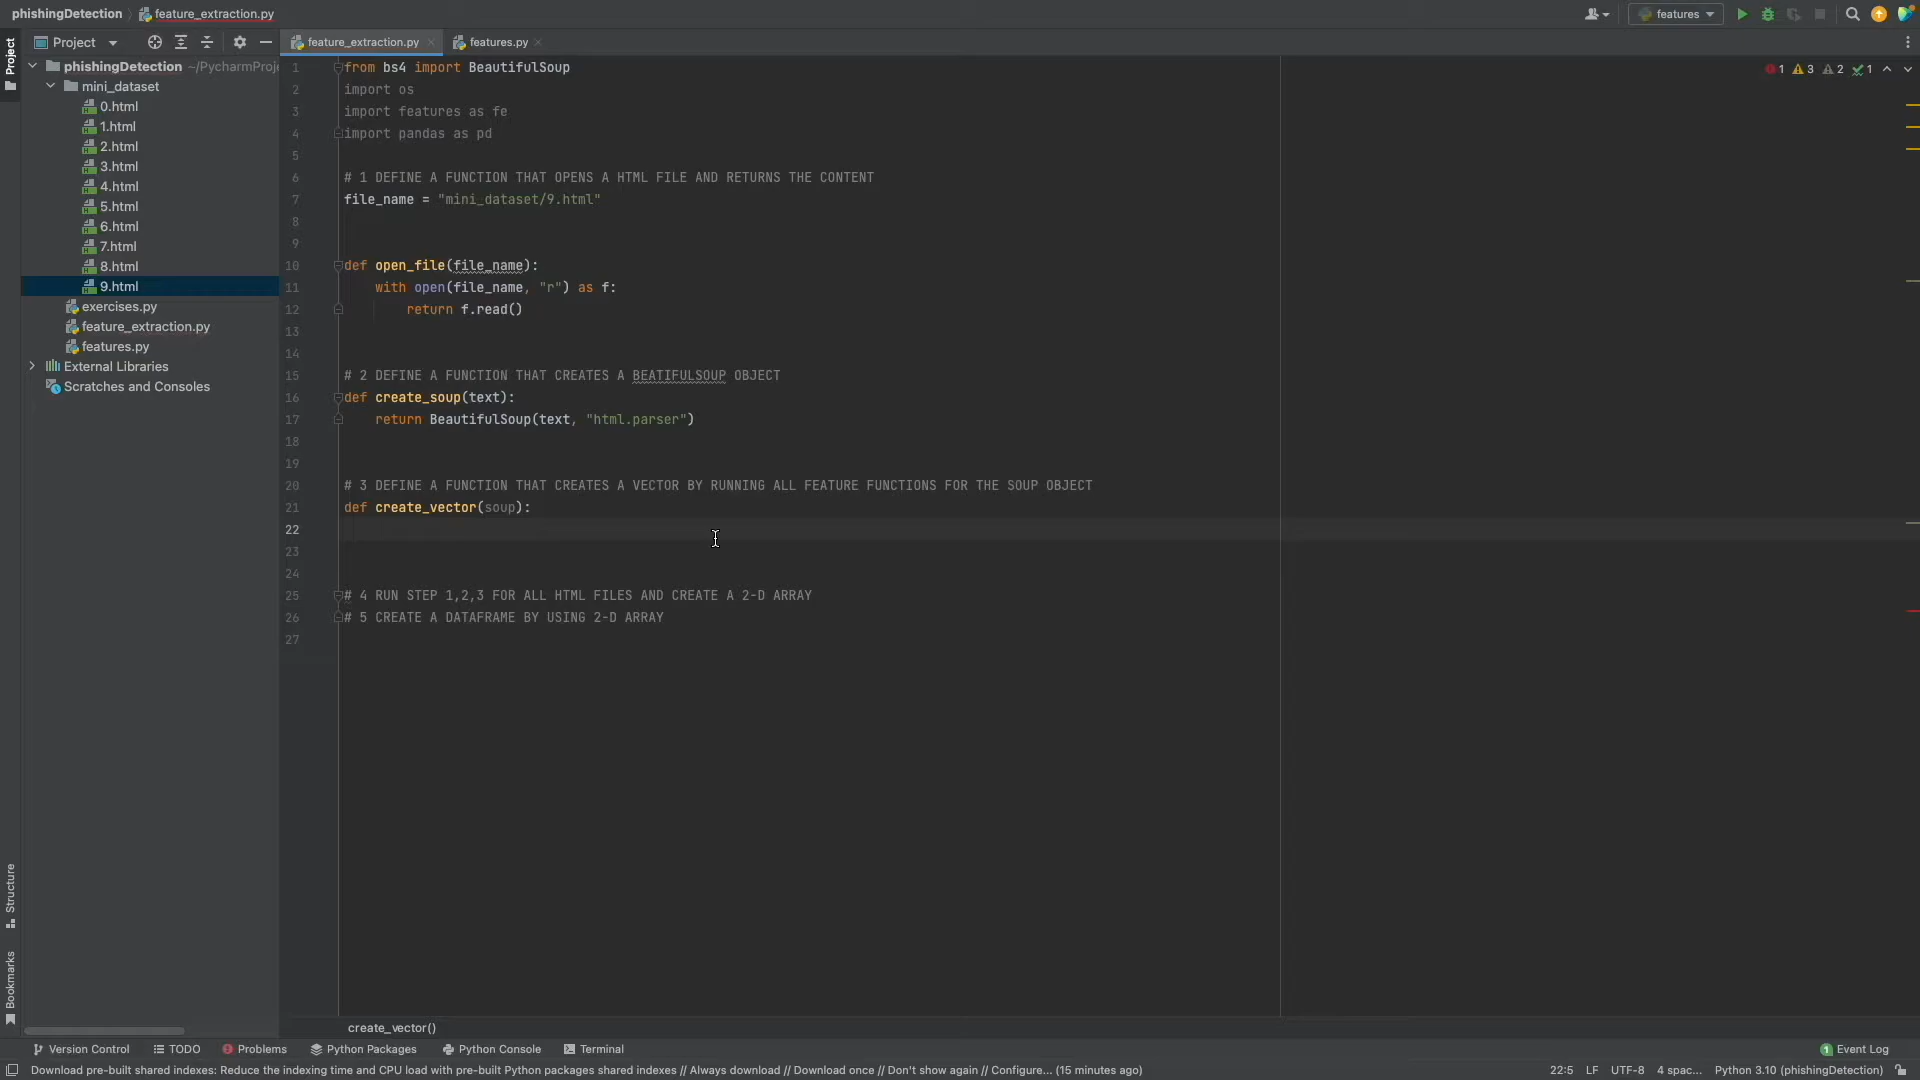 phishingDetection feature_extraction.py features
Project feature_extraction.py features.py
Project
phishingDetection ~/PycharmProj
mini_dataset
0.html
1.html
2.html
3.html
4.html
5.html
6.html
7.html
8.html
9.html
exercises.py
feature_extraction.py
features.py
External Libraries
Scratches and Consoles
Structure
Bookmarks
1 from bs4 import BeautifulSoup
2 import os
3 import features as fe
4 import pandas as pd
5
6 # 1 DEFINE A FUNCTION THAT OPENS A HTML FILE AND RETURNS THE CONTENT
7 file_name = "mini_dataset/9.html"
8
9
10 def open_file(file_name):
11 with open(file_name, "r") as f:
12 return f.read()
13
14
15 # 2 DEFINE A FUNCTION THAT CREATES A BEATIFULSOUP OBJECT
16 def create_soup(text):
17 return BeautifulSoup(text, "html.parser")
18
19
20 # 3 DEFINE A FUNCTION THAT CREATES A VECTOR BY RUNNING ALL FEATURE FUNCTIONS FOR THE SOUP OBJECT
21 def create_vector(soup):
22
23
24
25 # 4 RUN STEP 1,2,3 FOR ALL HTML FILES AND CREATE A 2-D ARRAY
26 # 5 CREATE A DATAFRAME BY USING 2-D ARRAY
27
1 3 2 1
create_vector()
Version Control TODO Problems Python Packages Python Console Terminal 1 Event Log
Download pre-built shared indexes: Reduce the indexing time and CPU load with pre-built Python packages shared indexes // Always download // Download once // Don't show again // Configure... (15 minutes ago) 22:5 LF UTF-8 4 spac... Python 3.10 (phishingDetection)